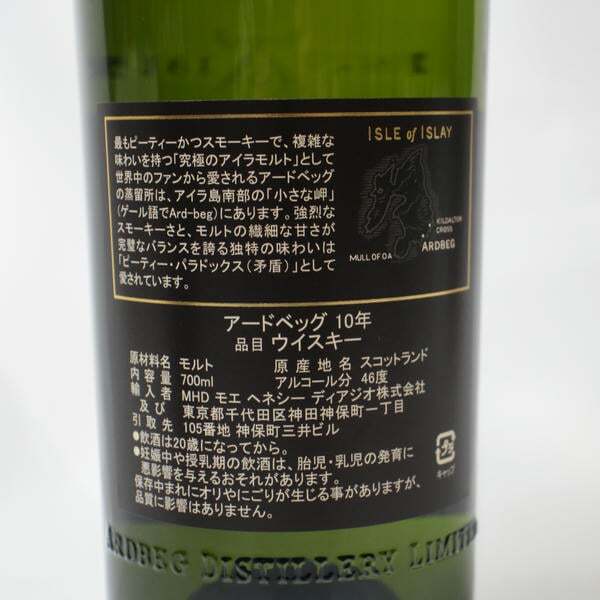 最もピーティーかつスモーキーで、複雑な
味わいを持つ「究極のアイラモルト」として
世界中のファンから愛されるアードベッグ
の蒸留所は、アイラ島南部の「小さな岬」
(ゲール語でArd-beg)にあります。強烈な
スモーキーさと、モルトの繊細な甘さが
完璧なバランスを誇る独特の味わいは
「ピーティー・パラドックス(矛盾)」として
愛されています。
ISLE of ISLAY
KILDALTON
CROSS
MULL OF OA
ARDBEG
アードベッグ 10年
品目 ウイスキー
原材料名 モルト 原産地名 スコットランド
内容量 700ml アルコール分 46度
輸入者 MHD モエ ヘネシー ディアジオ株式会社
及び 東京都千代田区神田神保町一丁目
引取先 105番地 神保町三井ビル
●飲酒は20歳になってから。
●妊娠中や授乳期の飲酒は、胎児・乳児の発育に
悪影響を与えるおそれがあります。
保存中まれにオリやにごりが生じる事がありますが、
品質に影響はありません。
プラ
キャップ
ARDBEG DISTILLERY LIMITED